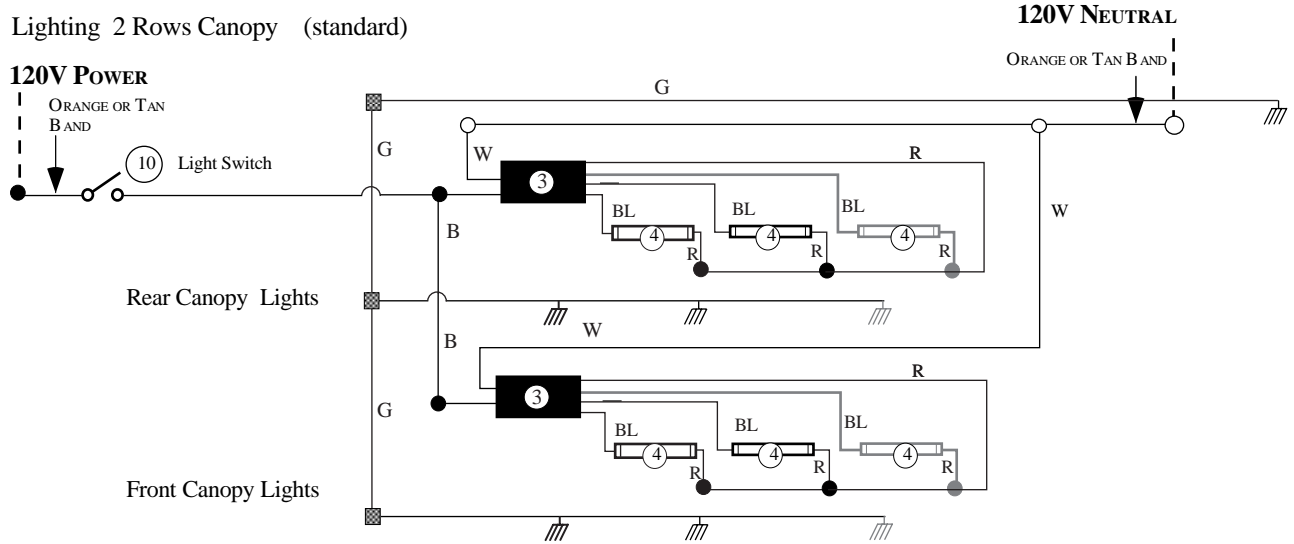 Lighting 2 Rows Canopy (standard)
120V NEUTRAL
120V POWER
ORANGE OR TAN BAND
ORANGE OR TAN
BAND
G
10 Light Switch
G
W
3
R
BL
BL
BL
W
4
4
4
B
R
R
R
Rear Canopy Lights
W
B
R
3
G
BL
BL
BL
4
4
4
R
R
R
Front Canopy Lights